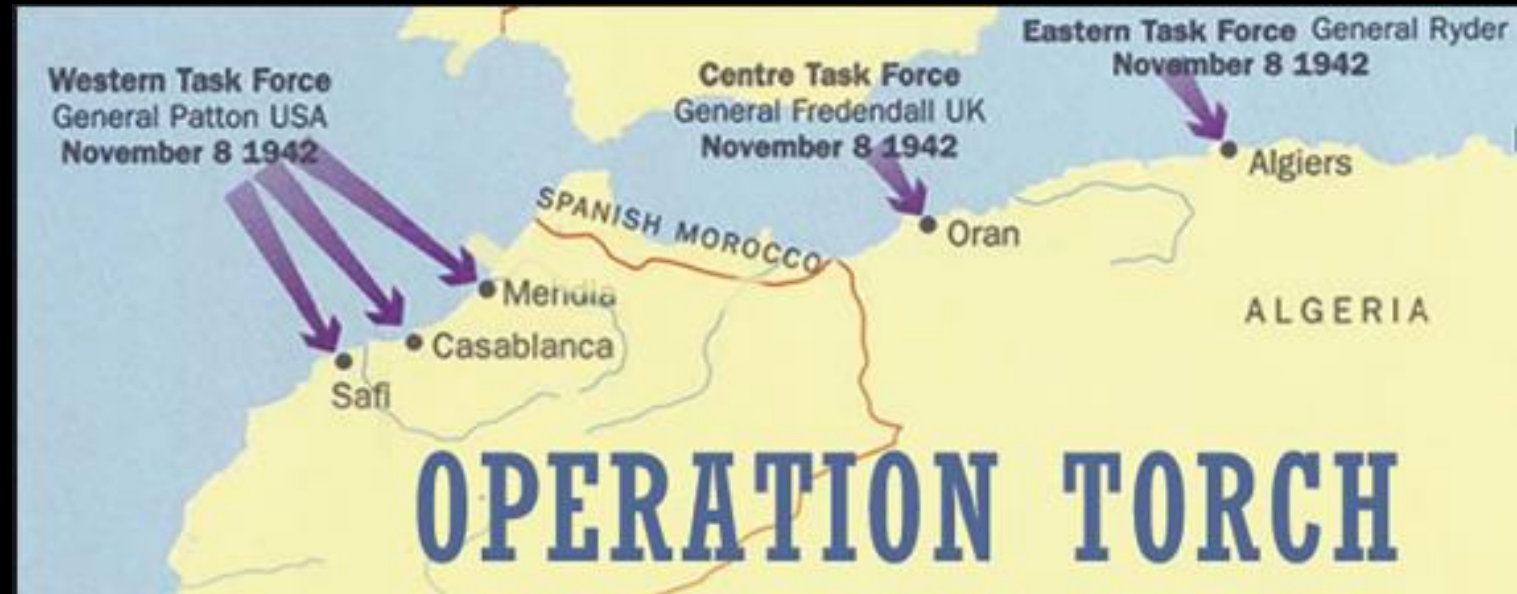 Western Task Force
General Patton USA
November 8 1942
Centre Task Force
General Fredendall UK
November 8 1942
Eastern Task Force General Ryder
November 8 1942
SPANISH MOROCCO
Algiers
Oran
Casablanca
Safi
ALGERIA
OPERATION TORCH